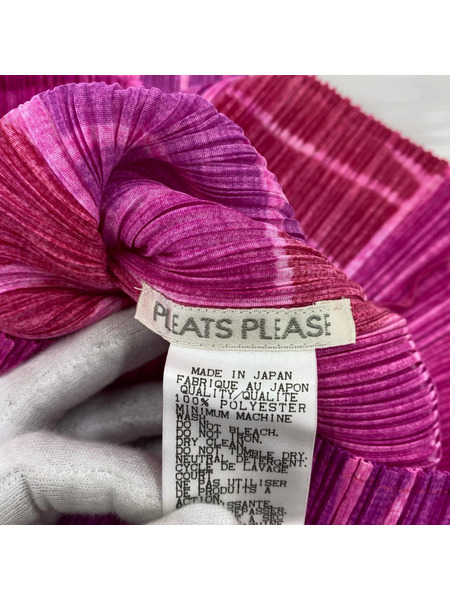 PLEATS PLEASE
MADE IN JAPAN
FABRIQUE AU JAPON
QUALITY/QUALITE
100% POLYESTER
MINIMUM MACHINE
WASH.
DO NOT BLEACH.
DO NOT IRON.
DRY CLEAN.
DO NOT TUMBLE DRY.
NEUTRAL DETERGENT.
CYCLE DE LAVAGE
COURT.
NE PAS UTILISER
DE PRODUITS A